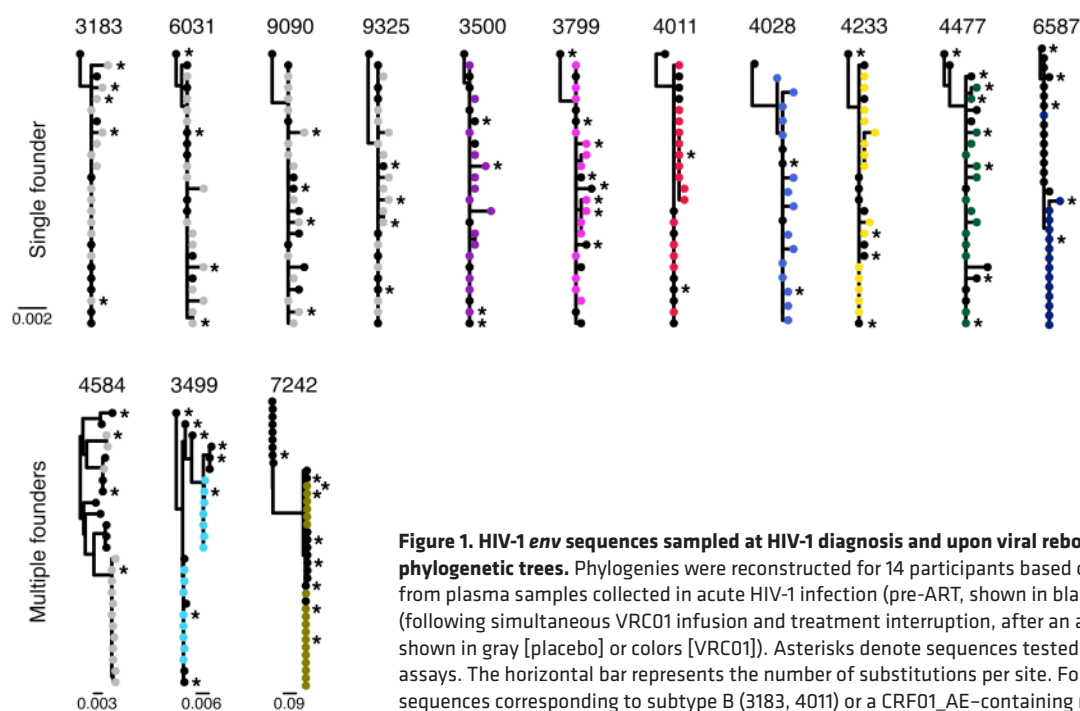 3183 6031 9090 9325 3500 3799 4011 4028 4233 4477 6587
Single founder
0.002
4584 3499 7242
Multiple founders
0.003 0.006 0.09
Figure 1. HIV-1 env sequences sampled at HIV-1 diagnosis and upon viral
phylogenetic trees. Phylogenies were reconstructed for 14 participants based
from plasma samples collected in acute HIV-1 infection (pre-ART, shown in
(following simultaneous VRC01 infusion and treatment interruption, after an
shown in gray [placebo] or colors [VRC01]). Asterisks denote sequences tested
assays. The horizontal bar represents the number of substitutions per site.
sequences corresponding to subtype B (3183, 4011) or a CRF01_AE–containing